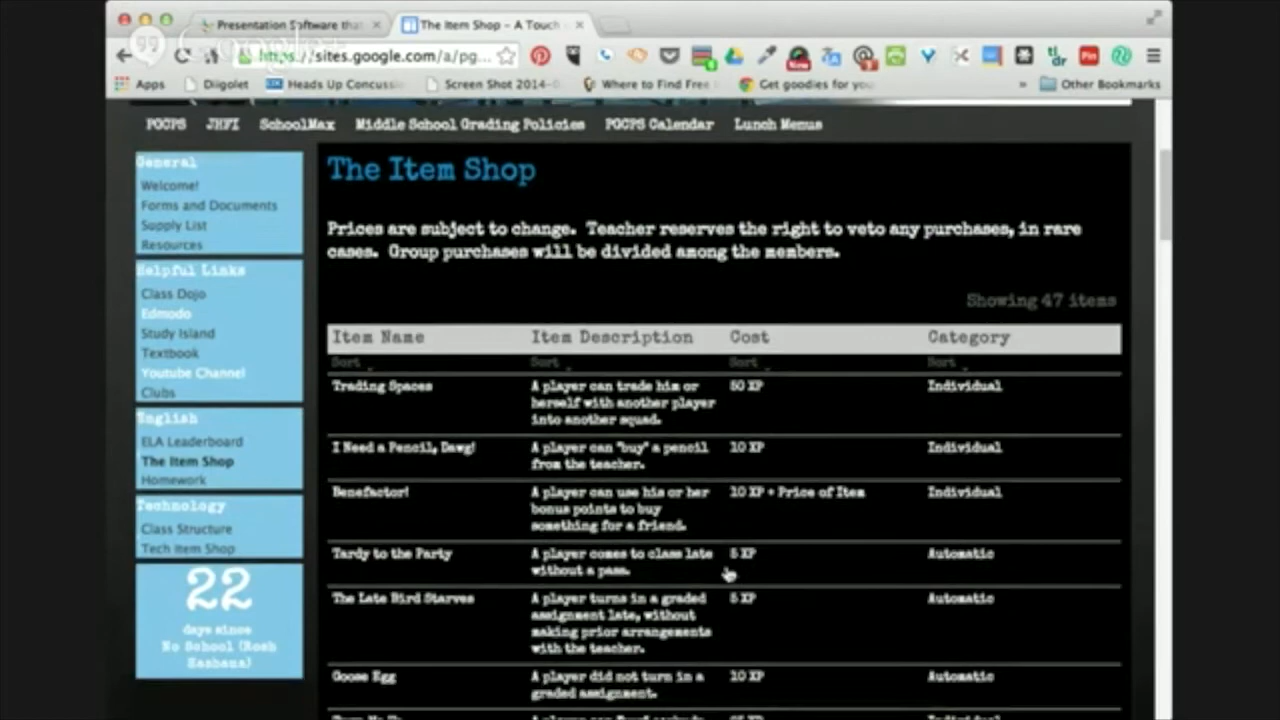 Presentation Software tha
The Item Shop - A Touch
https://sites.google.com/a/pg...
Apps Diigolet Heads Up Concuss Screen Shot 2014- Where to Find Free Get goodies for you » Other Bookmarks
PGCPS JHFI SchoolMax Middle School Grading Policies PGCPS Calendar Lunch Menus
General
Welcome!
Forms and Documents
Supply List
Resources
Helpful Links
Class Dojo
Edmodo
Study Island
Textbook
Youtube Channel
Clubs
English
ELA Leaderboard
The Item Shop
Homework
Technology
Class Structure
Tech Item Shop
22
days since
No School (Rosh
Hashana)
The Item Shop
Prices are subject to change. Teacher reserves the right to veto any purchases, in rare
cases. Group purchases will be divided among the members.
Showing 47 items
Item Name Item Description Cost Category
Sort Sort Sort Sort
Trading Spaces A player can trade him or 50 XP Individual
herself with another player
into another squad.
I Need a Pencil, Dawg! A player can "buy" a pencil 10 XP Individual
from the teacher.
Benefactor! A player can use his or her 10 XP + Price of Item Individual
bonus points to buy
something for a friend.
Tardy to the Party A player comes to class late 5 XP Automatic
without a pass.
The Late Bird Starves A player turns in a graded 5 XP Automatic
assignment late, without
making prior arrangements
with the teacher.
Goose Egg A player did not turn in a 10 XP Automatic
graded assignment.